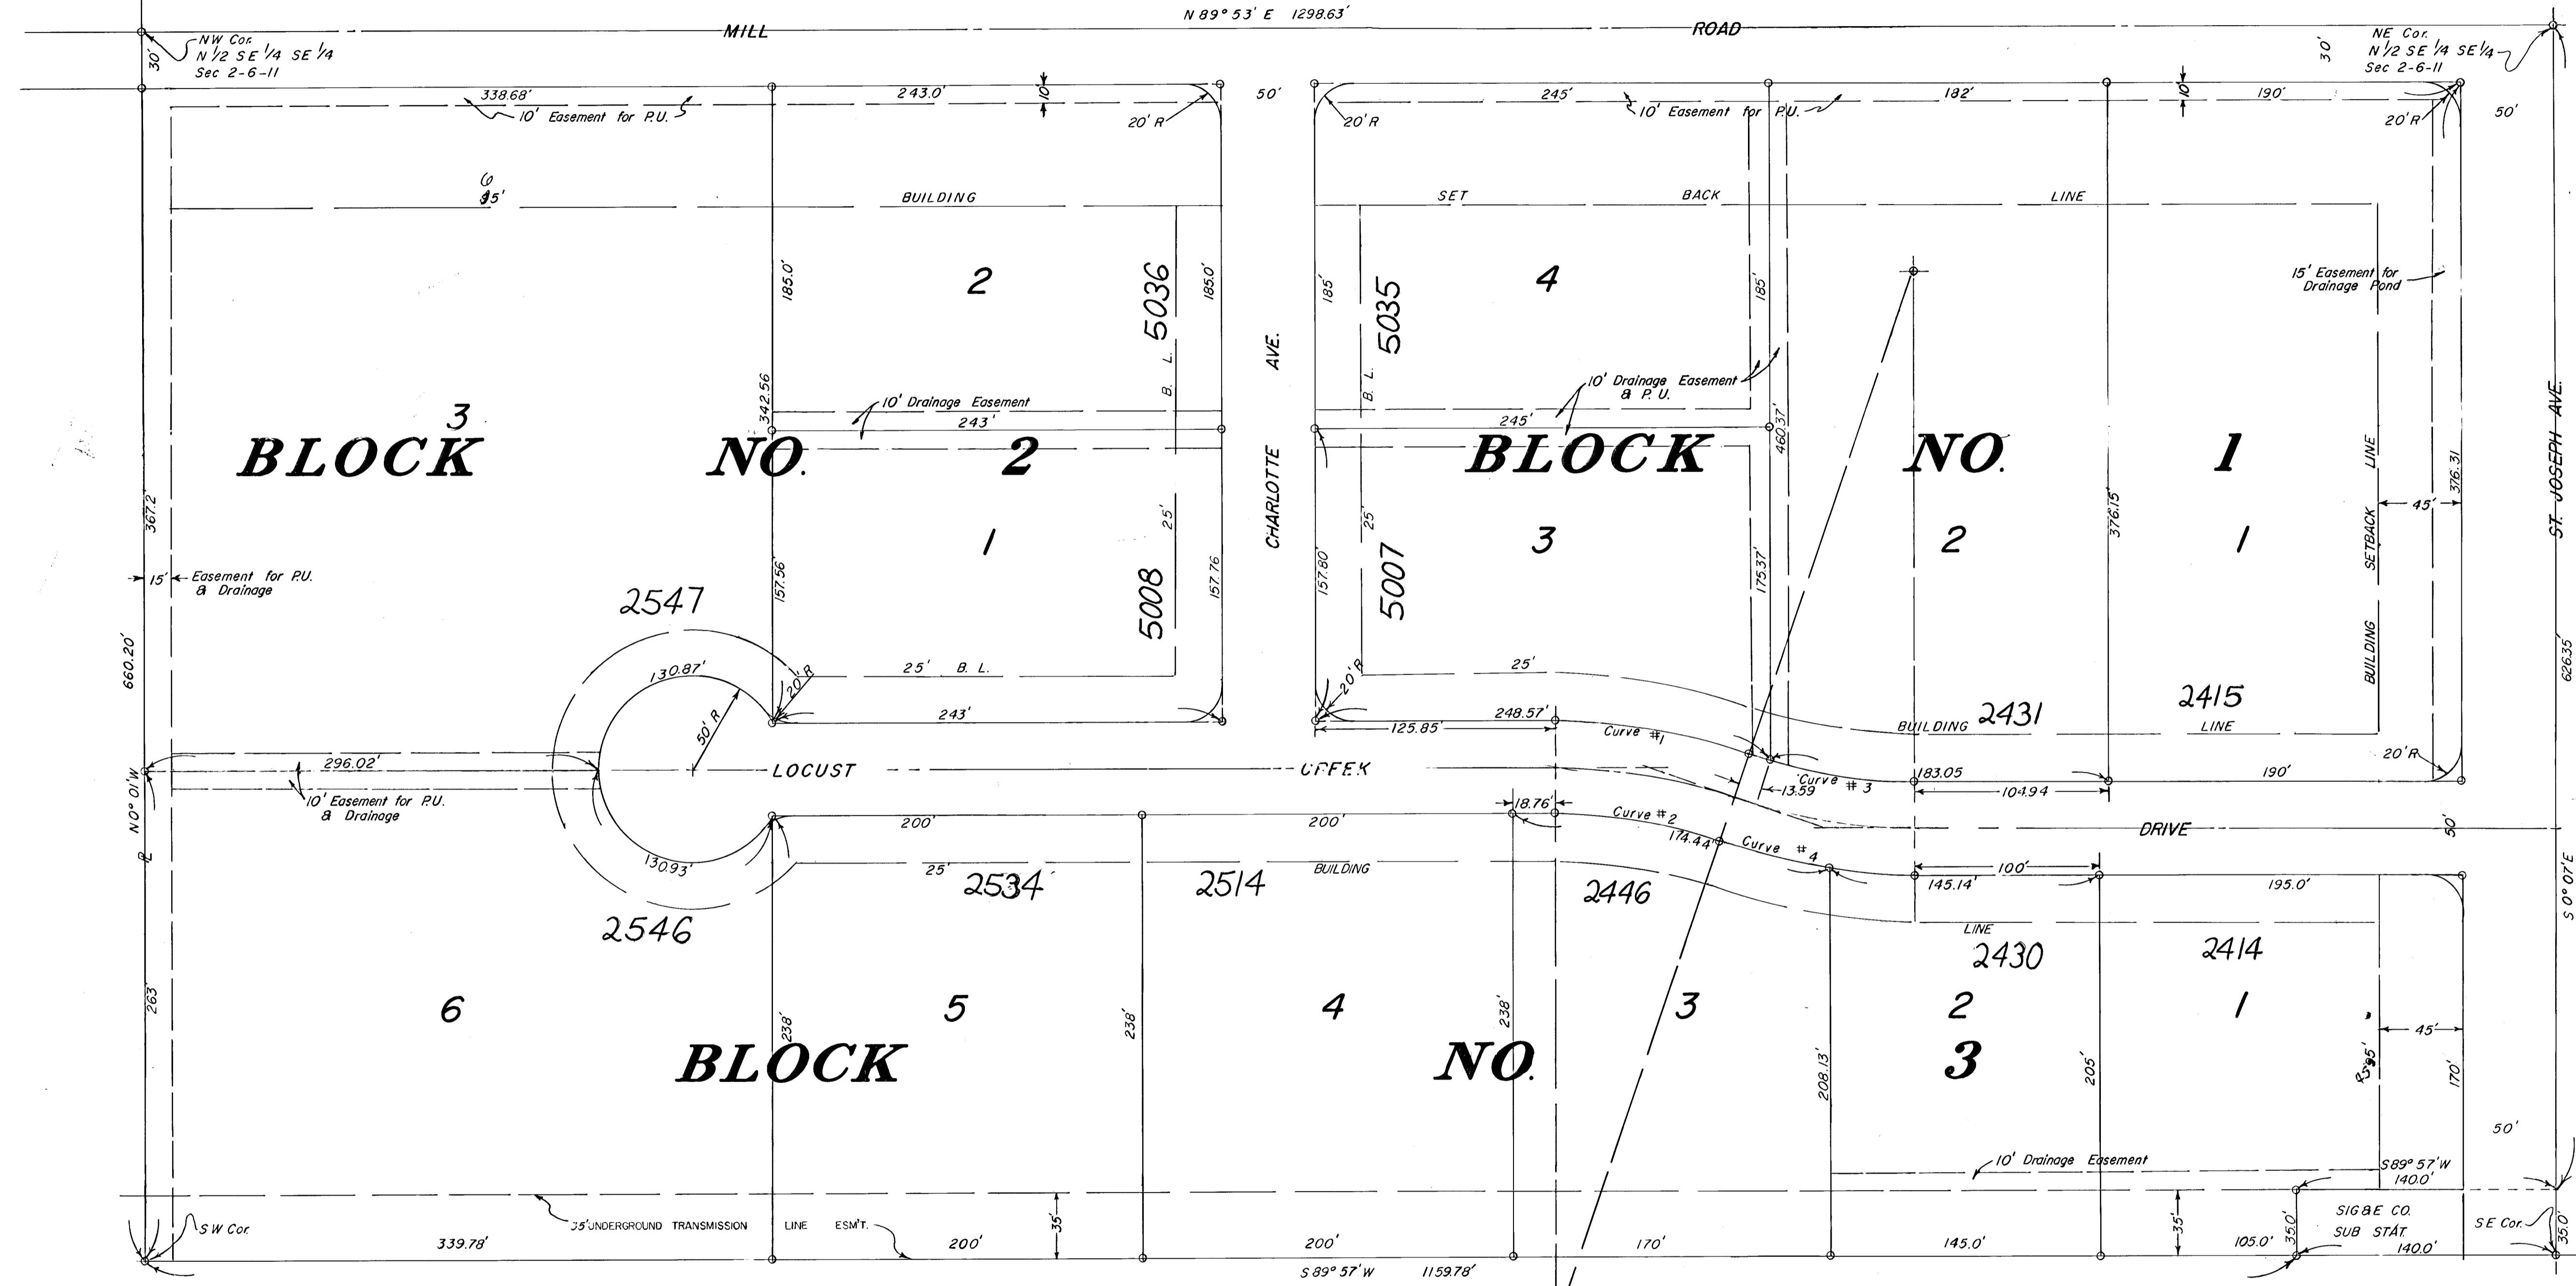 N 89° 53' E 1298.63'
MILL ROAD
NW Cor.
N 1/2 SE 1/4 SE 1/4
Sec 2-6-11
30'
NE Cor.
N 1/2 SE 1/4 SE 1/4
Sec 2-6-11
30'
338.68'
10' Easement for P.U.
243.0'
10'
20' R
50'
20' R
245'
10' Easement for P.U.
182'
10'
190'
20' R
50'
BUILDING SET BACK LINE
2
185.0'
5036
185.0'
B. L.
342.56
10' Drainage Easement
243'
CHARLOTTE AVE.
185'
5035
B. L.
4
185'
10' Drainage Easement
& P. U.
245'
460.37'
15' Easement for
Drainage Pond
ST. JOSEPH AVE.
3
BLOCK NO. 2
BLOCK NO. 1
367.2'
1
157.56'
25'
5008
157.76
157.80'
25'
5007
3
175.37'
2
376.15'
1
BUILDING SETBACK LINE
45'
376.31
15'
Easement for P.U.
& Drainage
660.20'
N 0° 01' W
2547
130.87'
50' R
20' R
25' B. L.
243'
20' R
25'
248.57'
125.85'
Curve #1
BUILDING LINE
2431
2415
20' R
183.05
104.94
190'
13.59
Curve # 3
626.35'
S 0° 07' E
296.02'
10' Easement for P.U.
& Drainage
LOCUST CREEK DRIVE
50'
130.93'
2546
200'
200'
18.76'
Curve #2
174.44'
Curve #4
100'
145.14'
195.0'
25'
BUILDING LINE
2534
2514
2446
2430
2414
263'
6
238'
5
238'
4
238'
3
208.13'
2
205'
1
45'
170'
BLOCK NO. 3
50'
10' Drainage Easement
S 89° 57' W
140.0'
35' UNDERGROUND TRANSMISSION LINE ESM'T.
35'
35'
SIG & E CO.
SUB STAT.
35.0'
SE Cor.
35.0'
SW Cor.
339.78'
200'
200'
170'
145.0'
105.0'
140.0'
S 89° 57' W 1159.78'